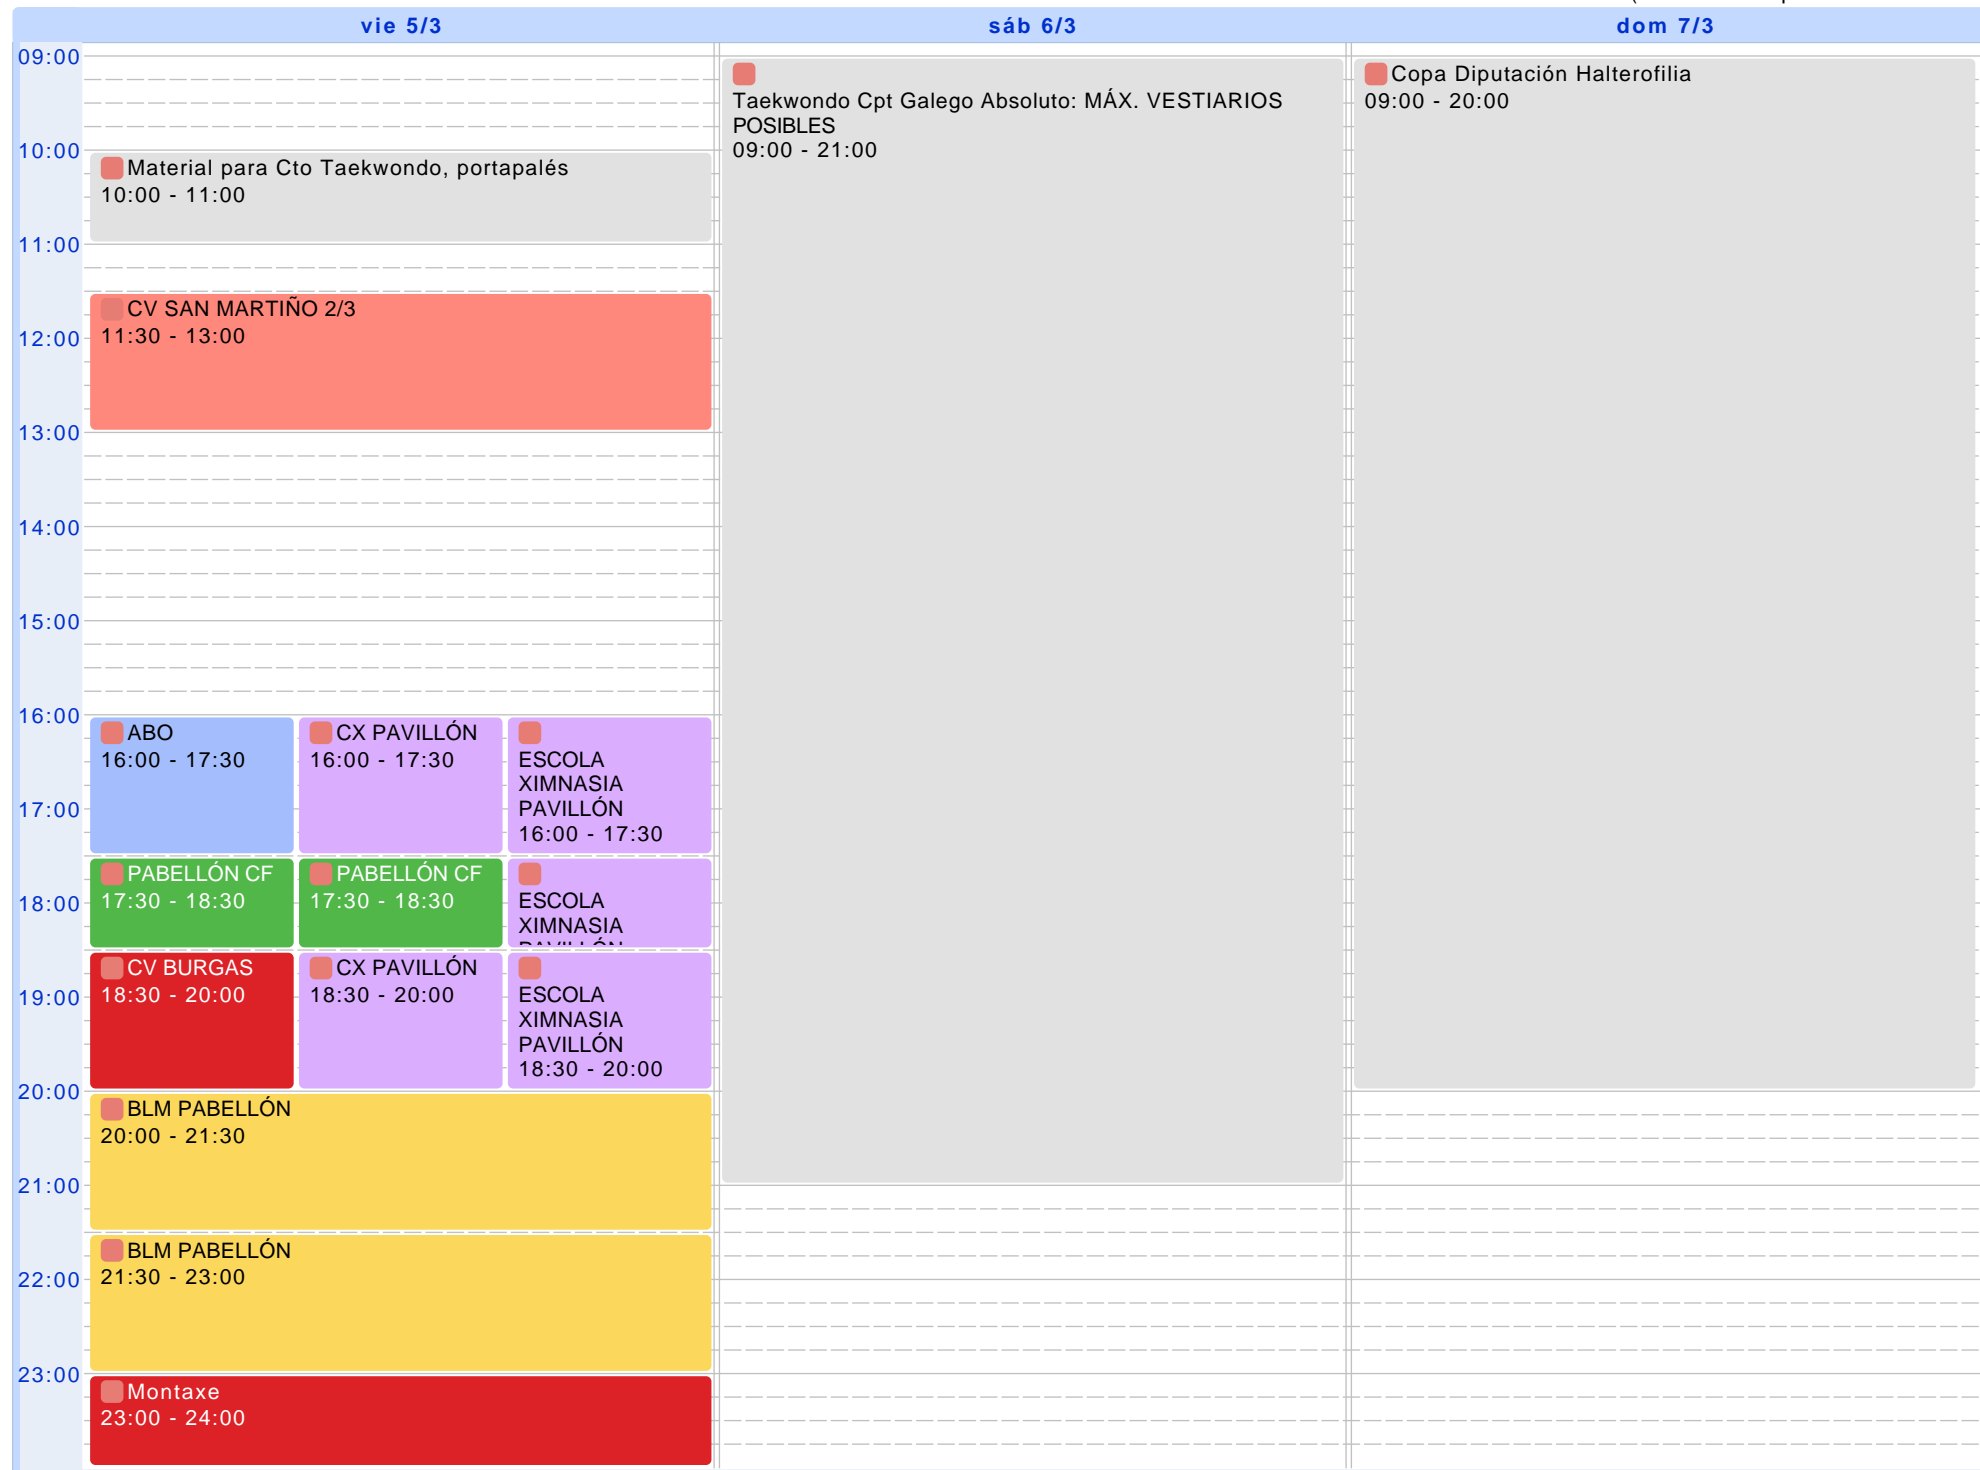 vie 5/3
sáb 6/3
dom 7/3
09:00
10:00
11:00
12:00
13:00
14:00
15:00
16:00
17:00
18:00
19:00
20:00
21:00
22:00
23:00
Material para Cto Taekwondo, portapalés
10:00 - 11:00
CV SAN MARTIÑO 2/3
11:30 - 13:00
ABO
16:00 - 17:30
CX PAVILLÓN
16:00 - 17:30
ESCOLA
XIMNASIA
PAVILLÓN
16:00 - 17:30
PABELLÓN CF
17:30 - 18:30
PABELLÓN CF
17:30 - 18:30
ESCOLA
XIMNASIA
PAVILLÓN
CV BURGAS
18:30 - 20:00
CX PAVILLÓN
18:30 - 20:00
ESCOLA
XIMNASIA
PAVILLÓN
18:30 - 20:00
BLM PABELLÓN
20:00 - 21:30
BLM PABELLÓN
21:30 - 23:00
Montaxe
23:00 - 24:00
Taekwondo Cpt Galego Absoluto: MÁX. VESTIARIOS
POSIBLES
09:00 - 21:00
Copa Diputación Halterofilia
09:00 - 20:00